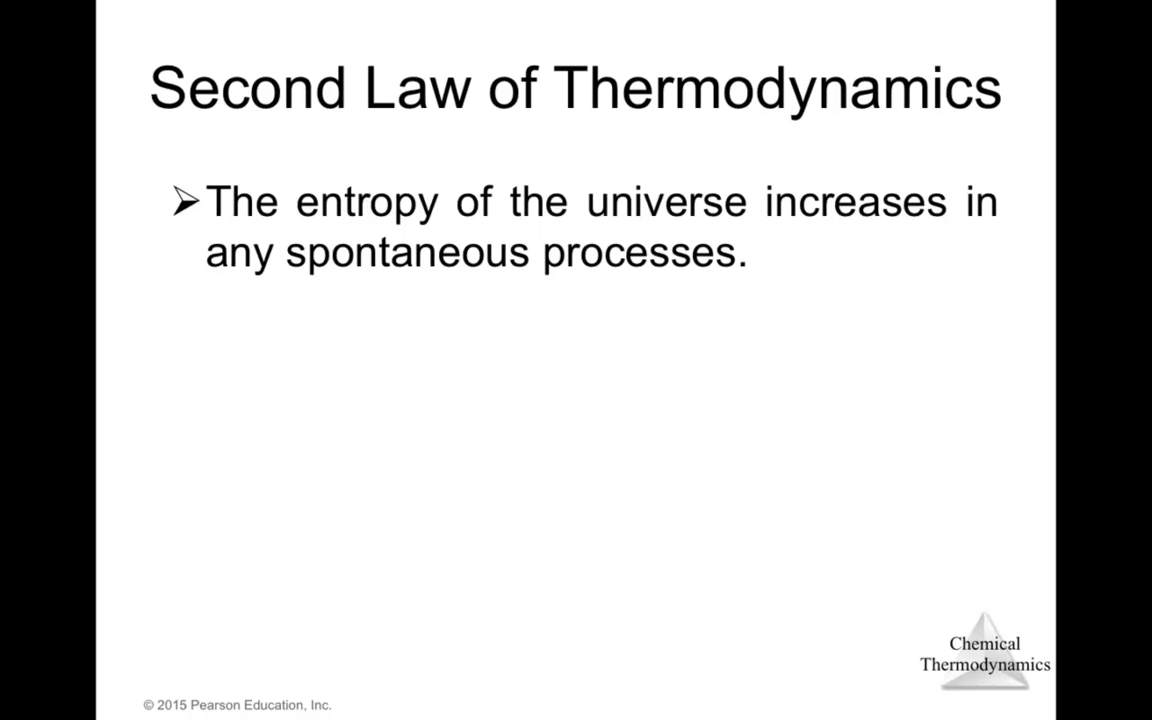 Second Law of Thermodynamics
➢The entropy of the universe increases in
any spontaneous processes.
Chemical
Thermodynamics
© 2015 Pearson Education, Inc.